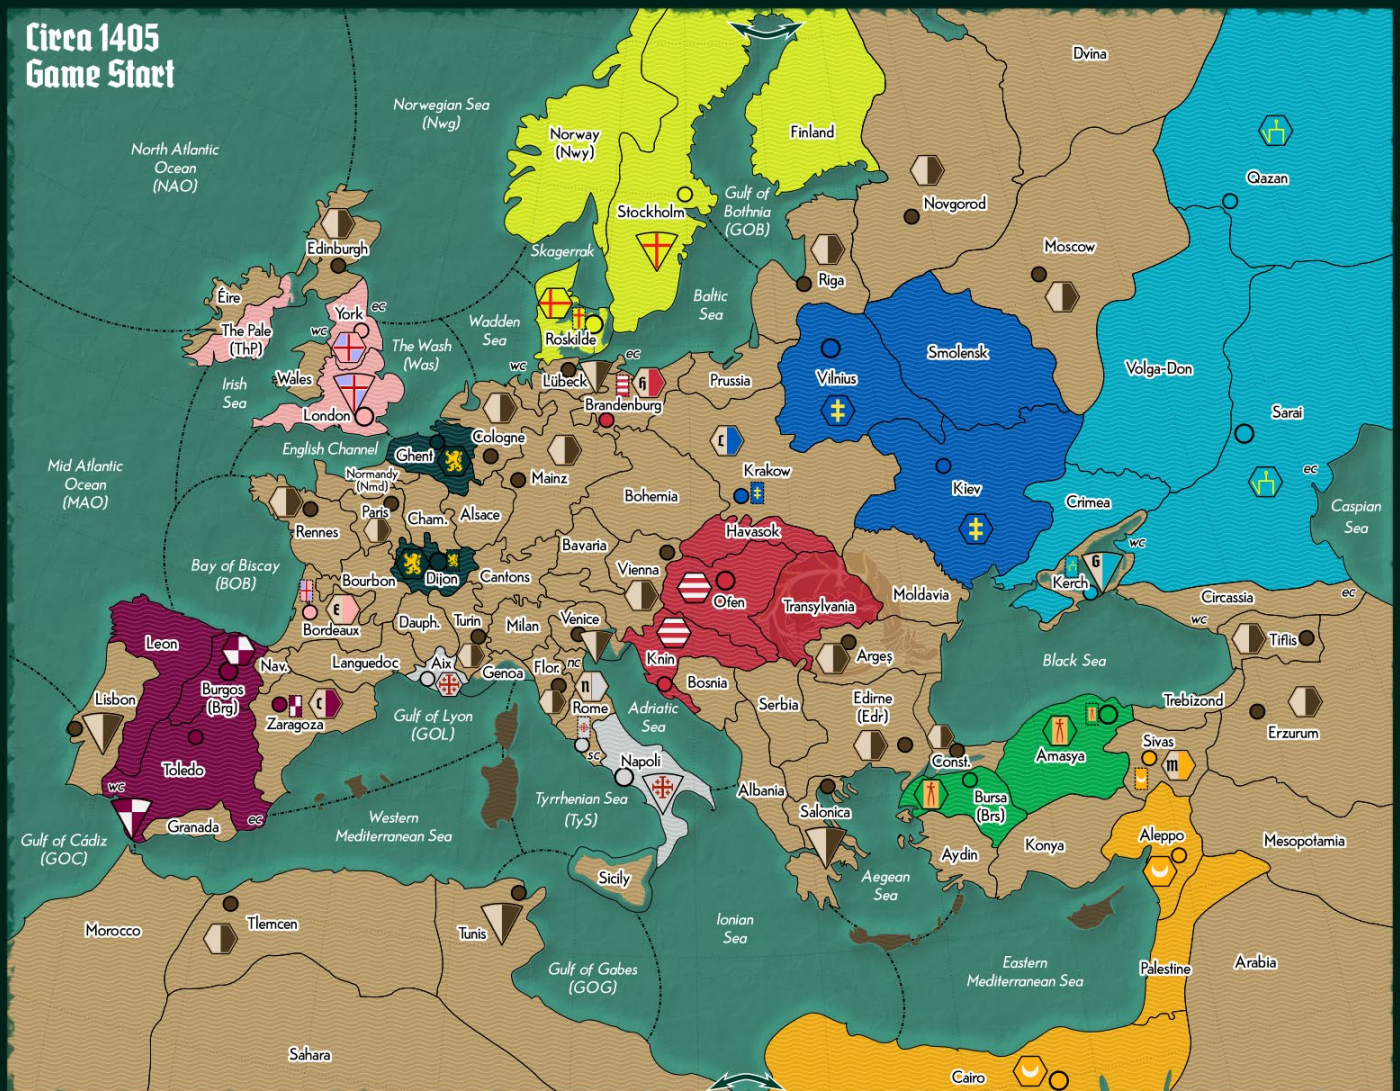 Circa 1405
Game Start
Dvina
Norwegian Sea
(Nwg)
North Atlantic
Ocean
(NAO)
Norway
(Nwy)
Finland
Qazan
Gulf of
Bothnia
(GOB)
Stockholm
Novgorod
Edinburgh
Skagerrak
Moscow
Riga
Éire
York
ec
Baltic
Sea
The Pale
(ThP)
wc
Wadden
Sea
Roskilde
The Wash
(Was)
ec
wc
Smolensk
Volga-Don
Irish
Sea
Wales
Lübeck
h
Prussia
Vilnius
Brandenburg
London
Sarai
English Channel
Ghent
Cologne
c
Mid Atlantic
Ocean
(MAO)
Normandy
(Nmd)
Mainz
Krakow
ec
Kiev
Bohemia
Crimea
Caspian
Sea
Rennes
Paris
Cham.
Alsace
Havasok
wc
Bavaria
G
Bay of Biscay
(BOB)
Bourbon
Dijon
Cantons
Vienna
Kerch
Moldavia
Circassia
ec
Ofen
Transylvania
e
Bordeaux
Dauph.
Turin
Milan
Venice
wc
Leon
Nav.
Languedoc
Aix
Genoa
Flor.
nc
Knin
Argeș
Tiflis
Black Sea
Burgos
(Brg)
n
Rome
Bosnia
Lisbon
c
Zaragoza
Gulf of Lyon
(GOL)
Adriatic
Sea
Serbia
Edirne
(Edr)
Trebizond
Erzurum
sc
Napoli
Const.
Amasya
Sivas
m
Toledo
wc
Tyrrhenian Sea
(TyS)
Albania
Bursa
(Brs)
Western
Mediterranean Sea
Salonica
Granada
ec
Gulf of Cádiz
(GOC)
Aydin
Konya
Aleppo
Mesopotamia
Sicily
Aegean
Sea
Morocco
Tlemcen
Tunis
Ionian
Sea
Gulf of Gabes
(GOG)
Eastern
Mediterranean Sea
Palestine
Arabia
Sahara
Cairo